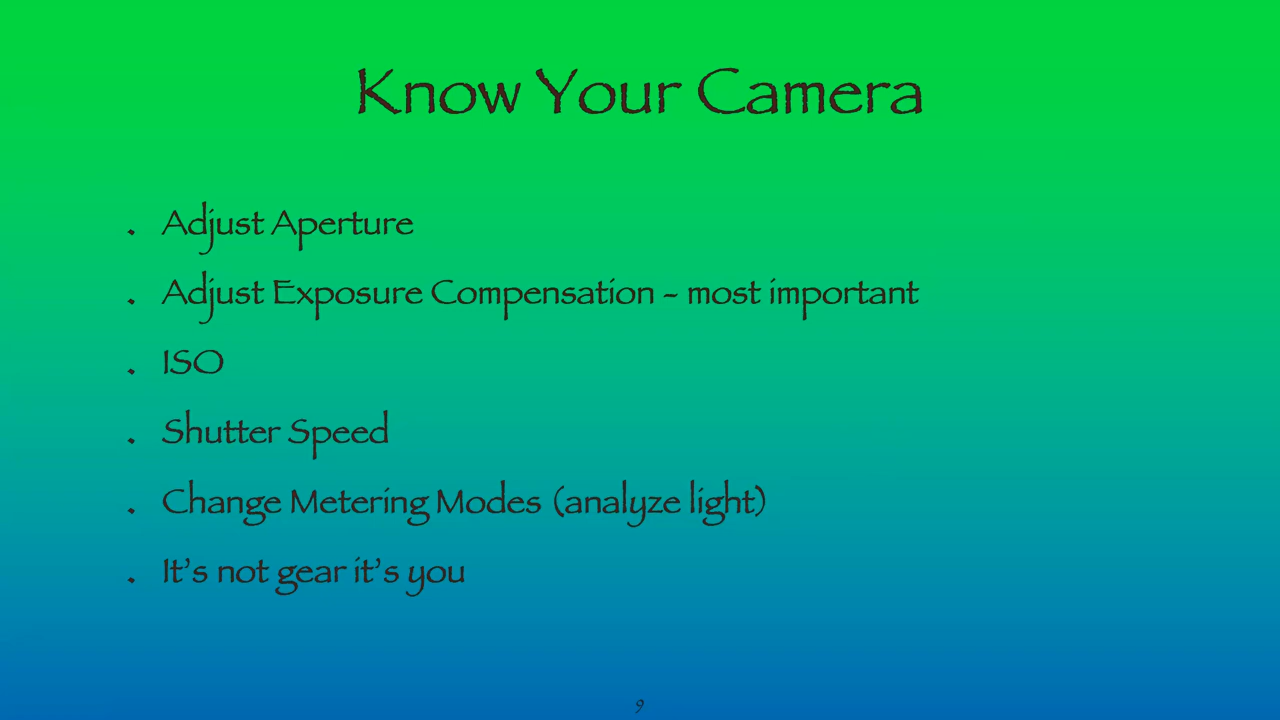 Know Your Camera
. Adjust Aperture
. Adjust Exposure Compensation - most important
. ISO
. Shutter Speed
. Change Metering Modes (analyze light)
. It’s not gear it’s you
9